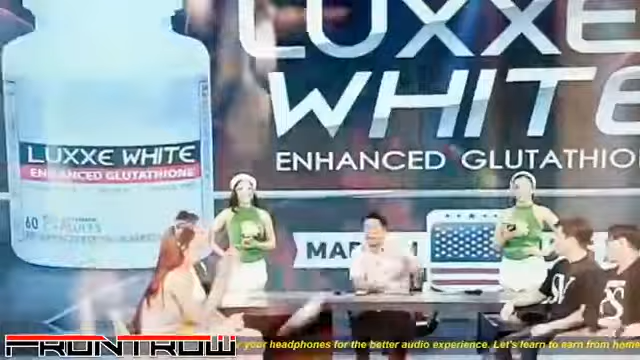 LUXXE
WHITE
ENHANCED GLUTATHIO
LUXXE WHITE
ENHANCED GLUTATHIONE
60
FRONTROW
your headphones for the better audio experience. Let's learn to earn from home